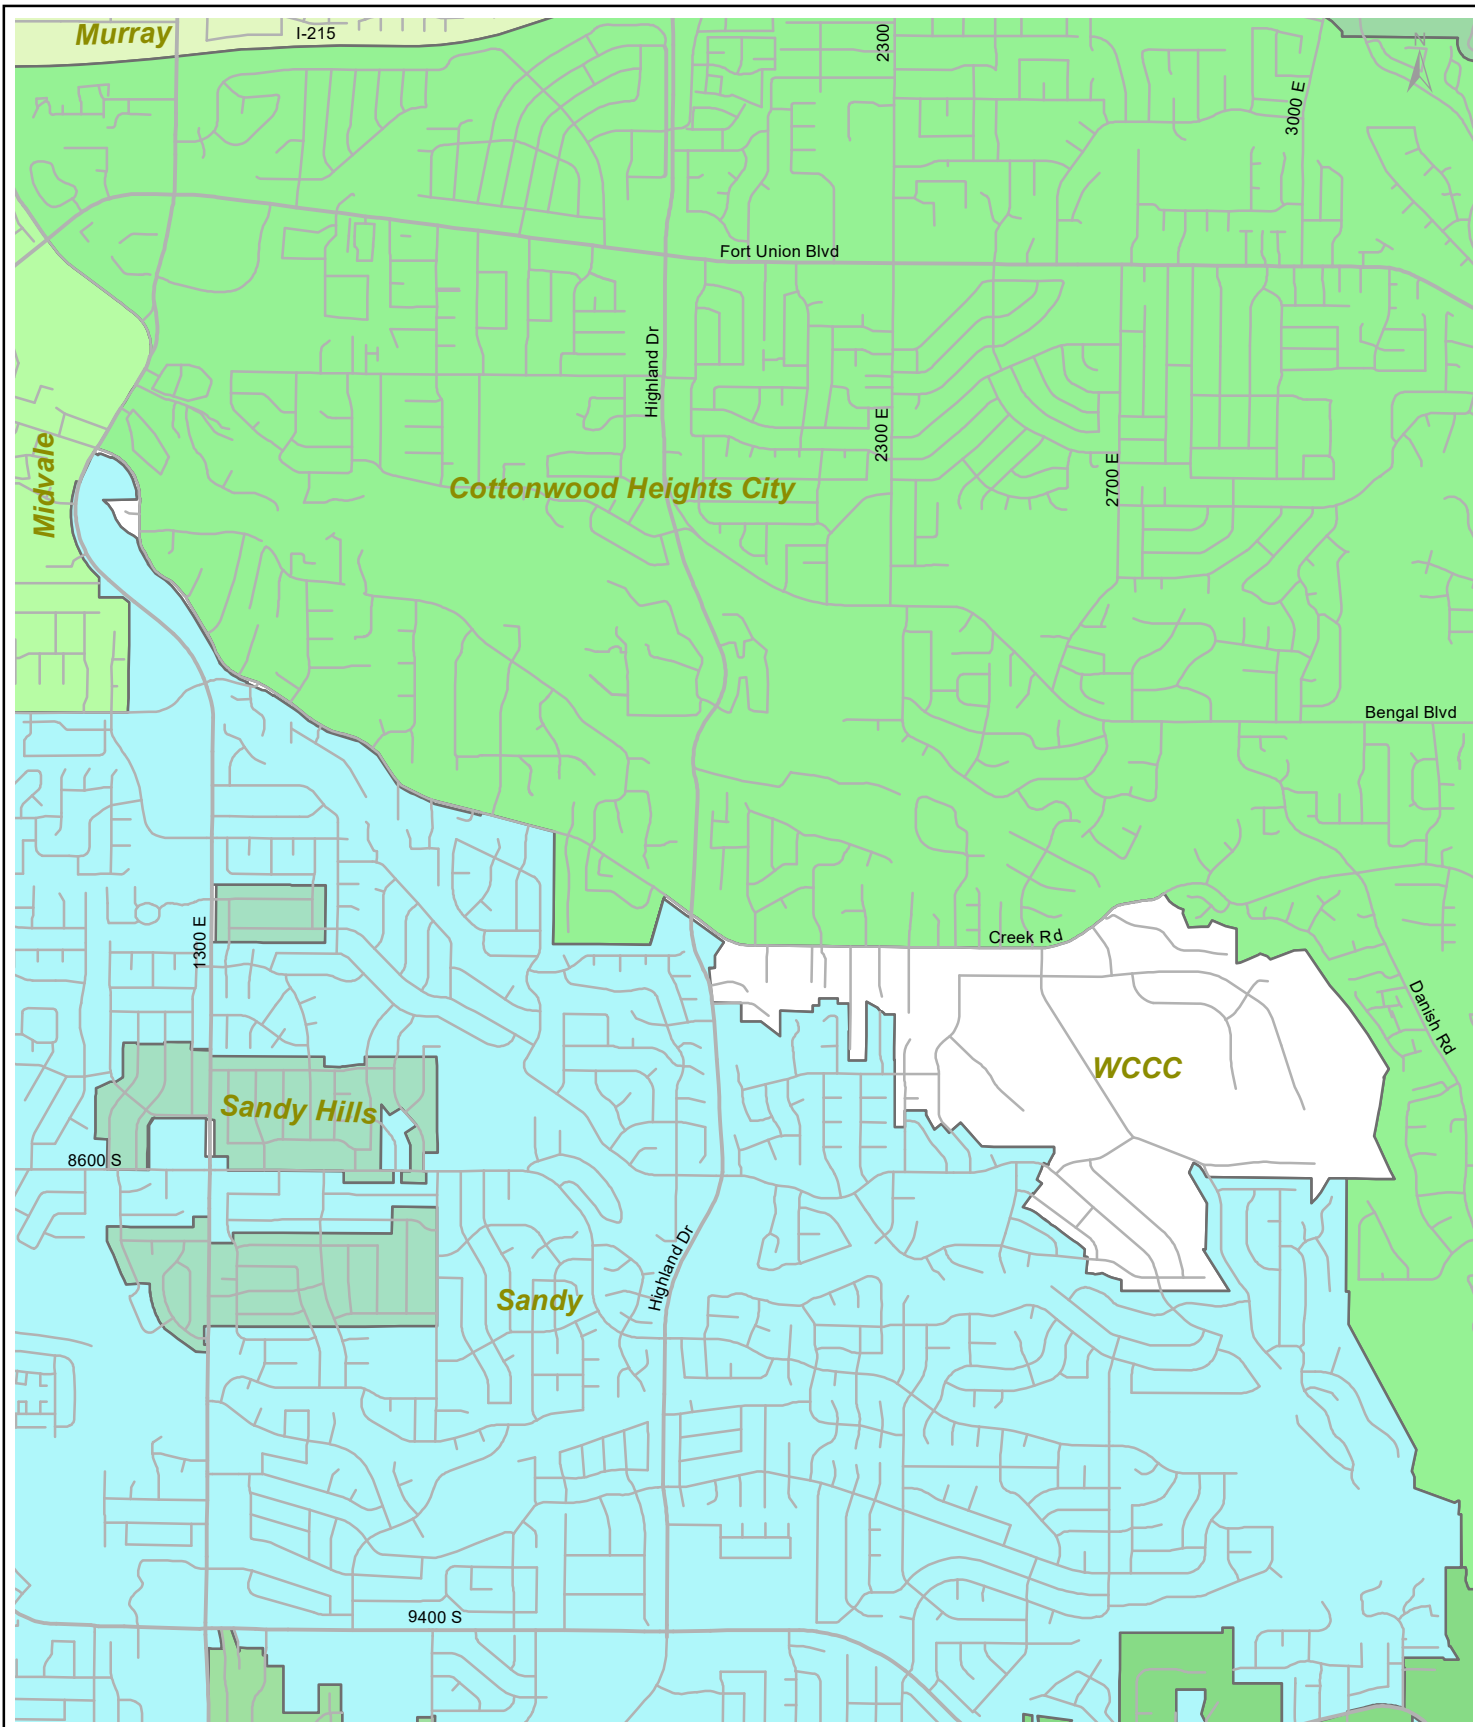 Murray
I-215
2300
N
3000 E
Fort Union Blvd
Highland Dr
2300 E
Midvale
2700 E
Cottonwood Heights City
Bengal Blvd
1300 E
Creek Rd
Danish Rd
WCCC
Sandy Hills
8600 S
Highland Dr
Sandy
9400 S